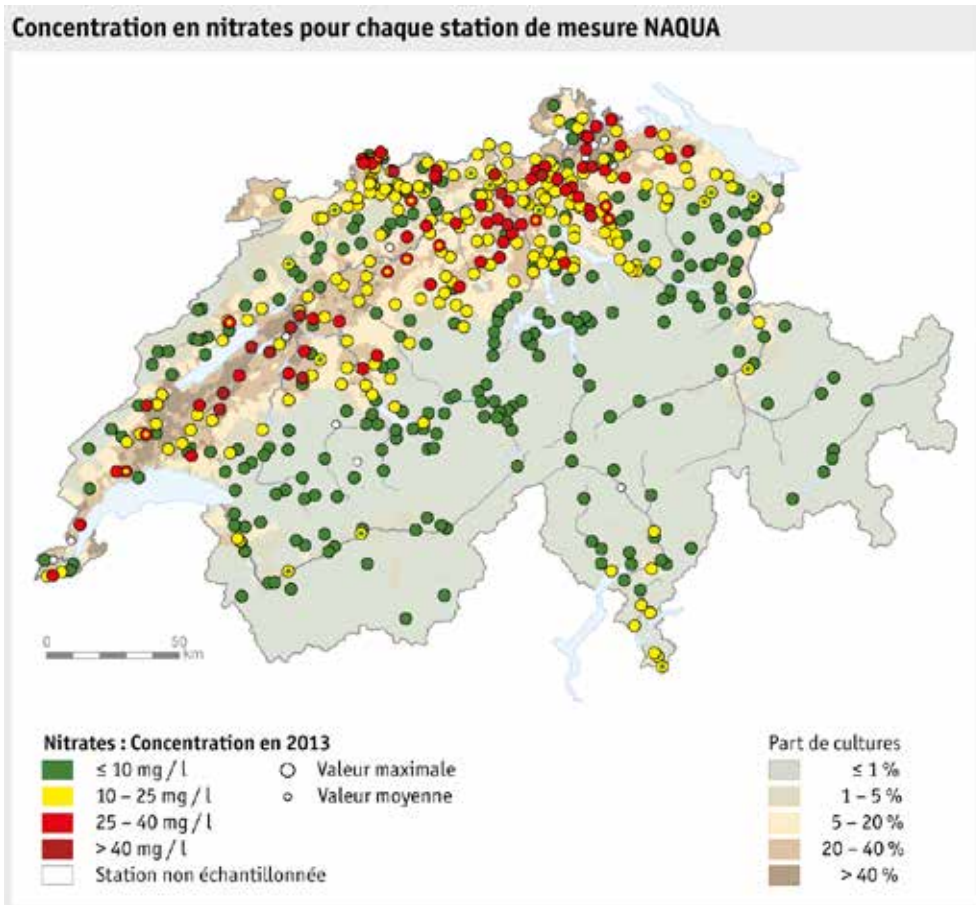 Concentration en nitrates pour chaque station de mesure NAQUA
0 50
km
Nitrates : Concentration en 2013
≤ 10 mg / l
10 – 25 mg / l
25 – 40 mg / l
> 40 mg / l
Station non échantillonnée
Valeur maximale
Valeur moyenne
Part de cultures
≤ 1 %
1 – 5 %
5 – 20 %
20 – 40 %
> 40 %